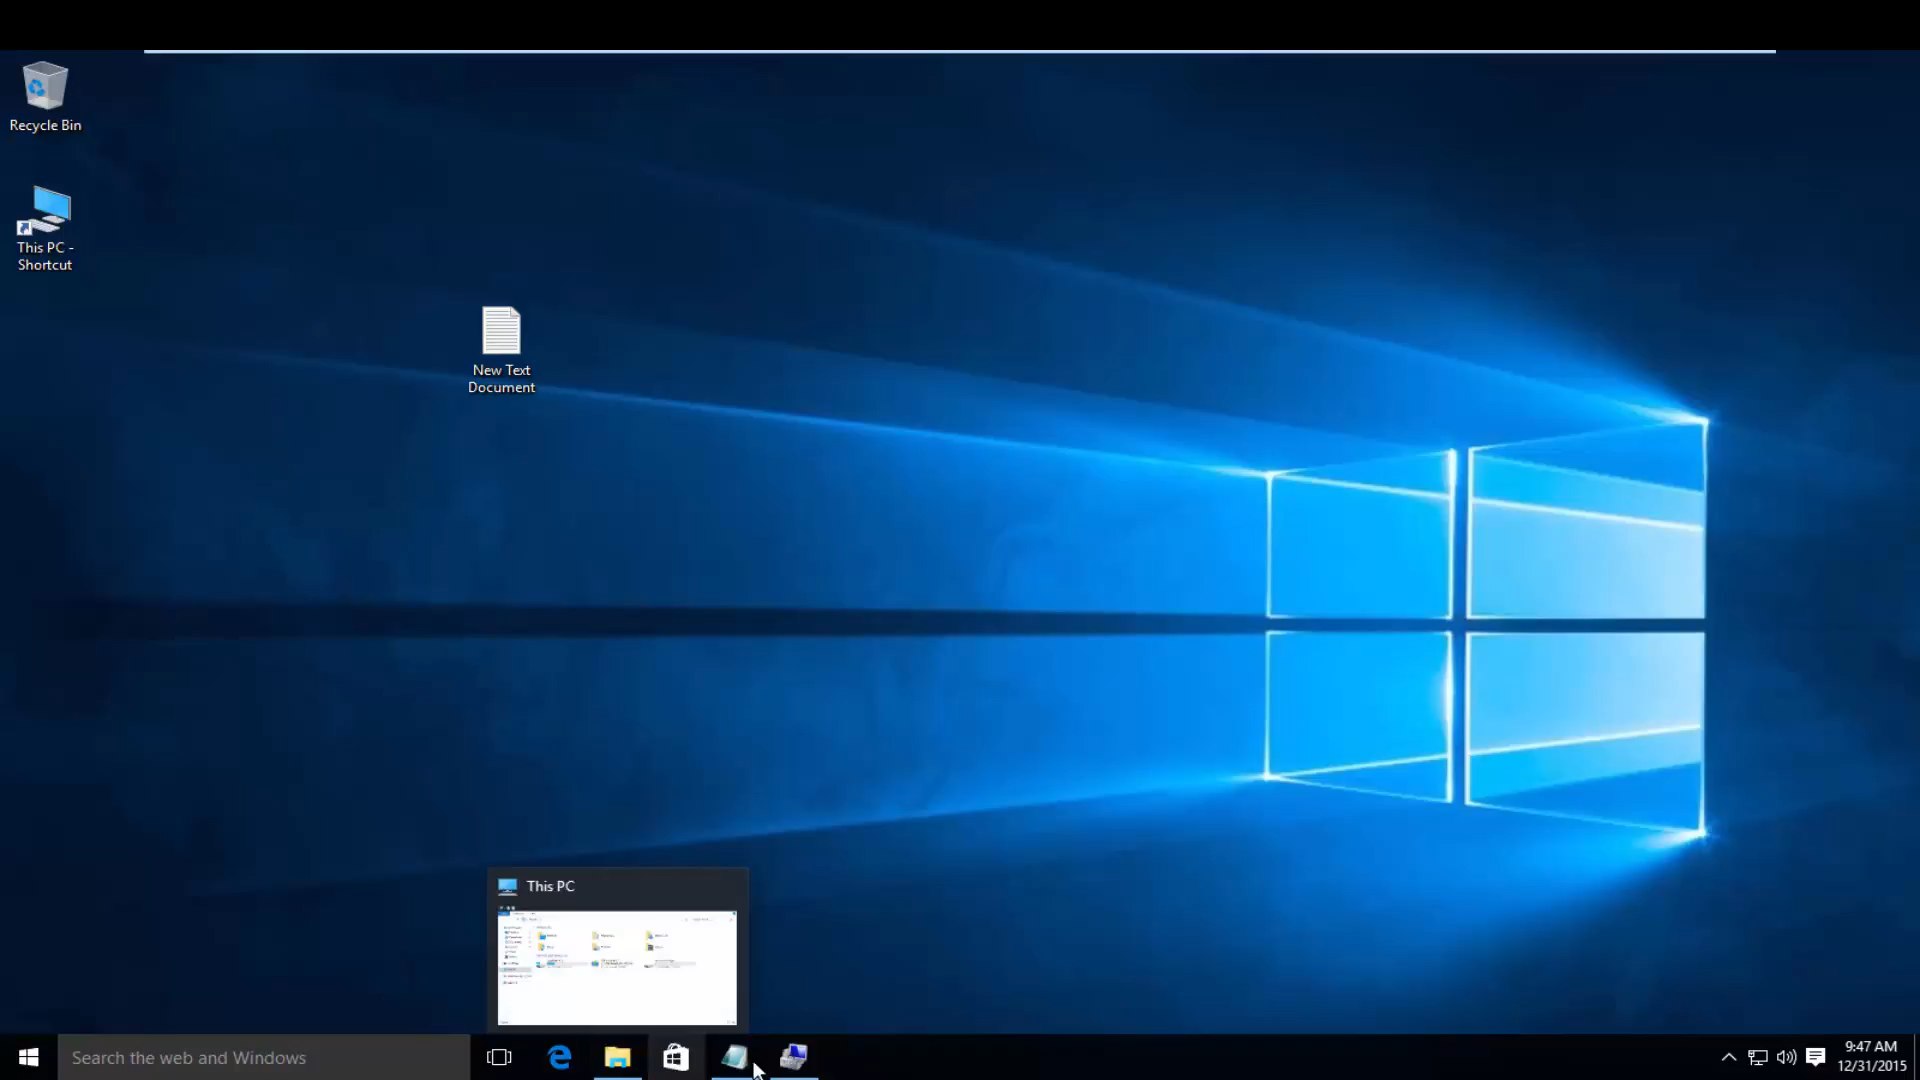 Recycle Bin
This PC -
Shortcut
New Text
Document
This PC
Search the web and Windows
9:47 AM
12/31/2015